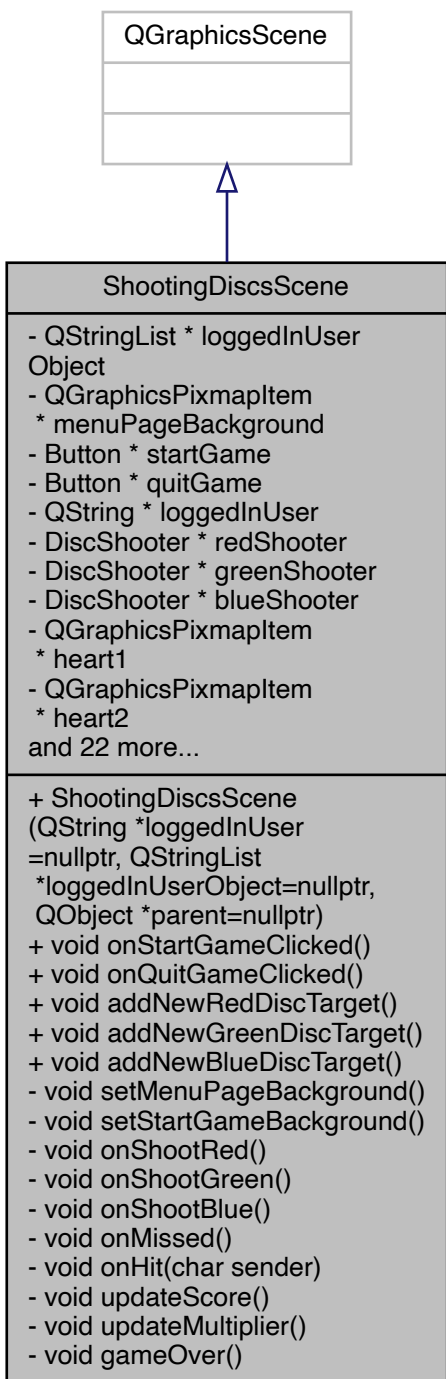 QGraphicsScene
ShootingDiscsScene
- QStringList * loggedInUser
Object
- QGraphicsPixmapItem
* menuPageBackground
- Button * startGame
- Button * quitGame
- QString * loggedInUser
- DiscShooter * redShooter
- DiscShooter * greenShooter
- DiscShooter * blueShooter
- QGraphicsPixmapItem
* heart1
- QGraphicsPixmapItem
* heart2
and 22 more...
+ ShootingDiscsScene
(QString *loggedInUser
=nullptr, QStringList
*loggedInUserObject=nullptr,
QObject *parent=nullptr)
+ void onStartGameClicked()
+ void onQuitGameClicked()
+ void addNewRedDiscTarget()
+ void addNewGreenDiscTarget()
+ void addNewBlueDiscTarget()
- void setMenuPageBackground()
- void setStartGameBackground()
- void onShootRed()
- void onShootGreen()
- void onShootBlue()
- void onMissed()
- void onHit(char sender)
- void updateScore()
- void updateMultiplier()
- void gameOver()